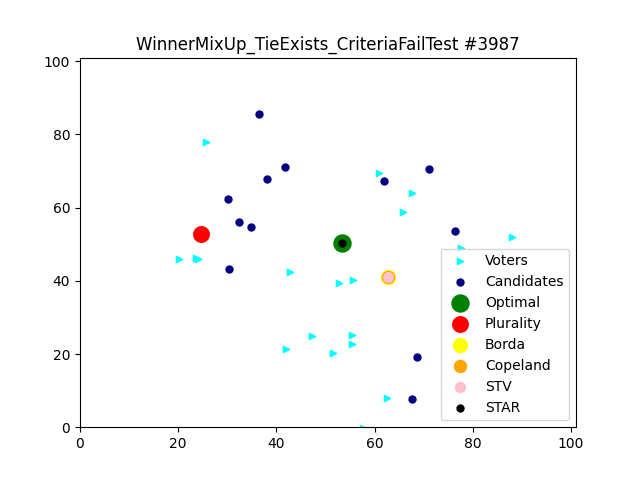 WinnerMixUp_TieExists_CriteriaFailTest #3987
100
80
60
40
20
0
0 20 40 60 80 100
Voters
Candidates
Optimal
Plurality
Borda
Copeland
STV
STAR